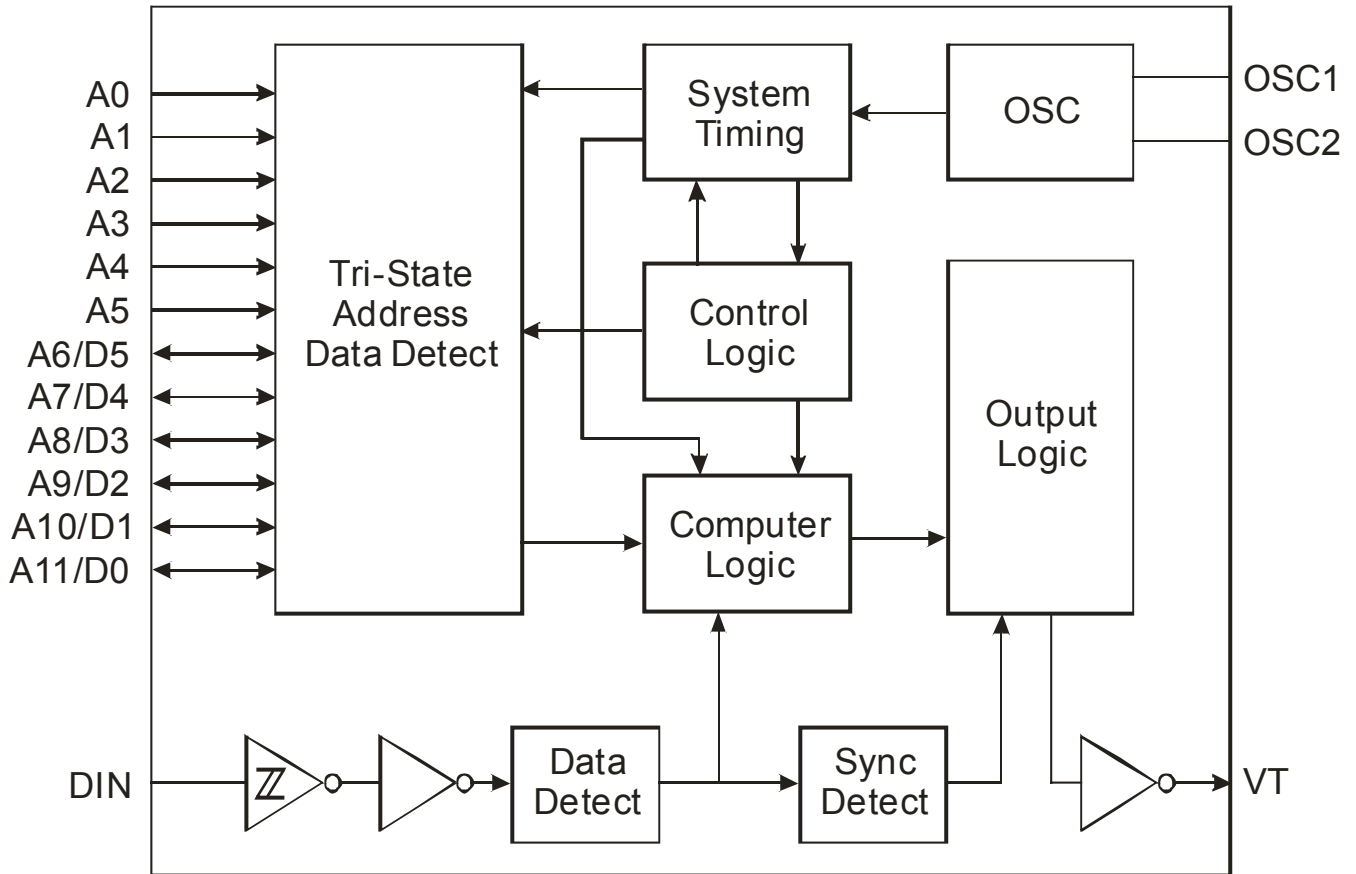 A0
A1
A2
A3
A4
A5
A6/D5
A7/D4
A8/D3
A9/D2
A10/D1
A11/D0
DIN
Tri-State
Address
Data Detect
System
Timing
Control
Logic
Computer
Logic
OSC
Output
Logic
Data
Detect
Sync
Detect
OSC1
OSC2
VT